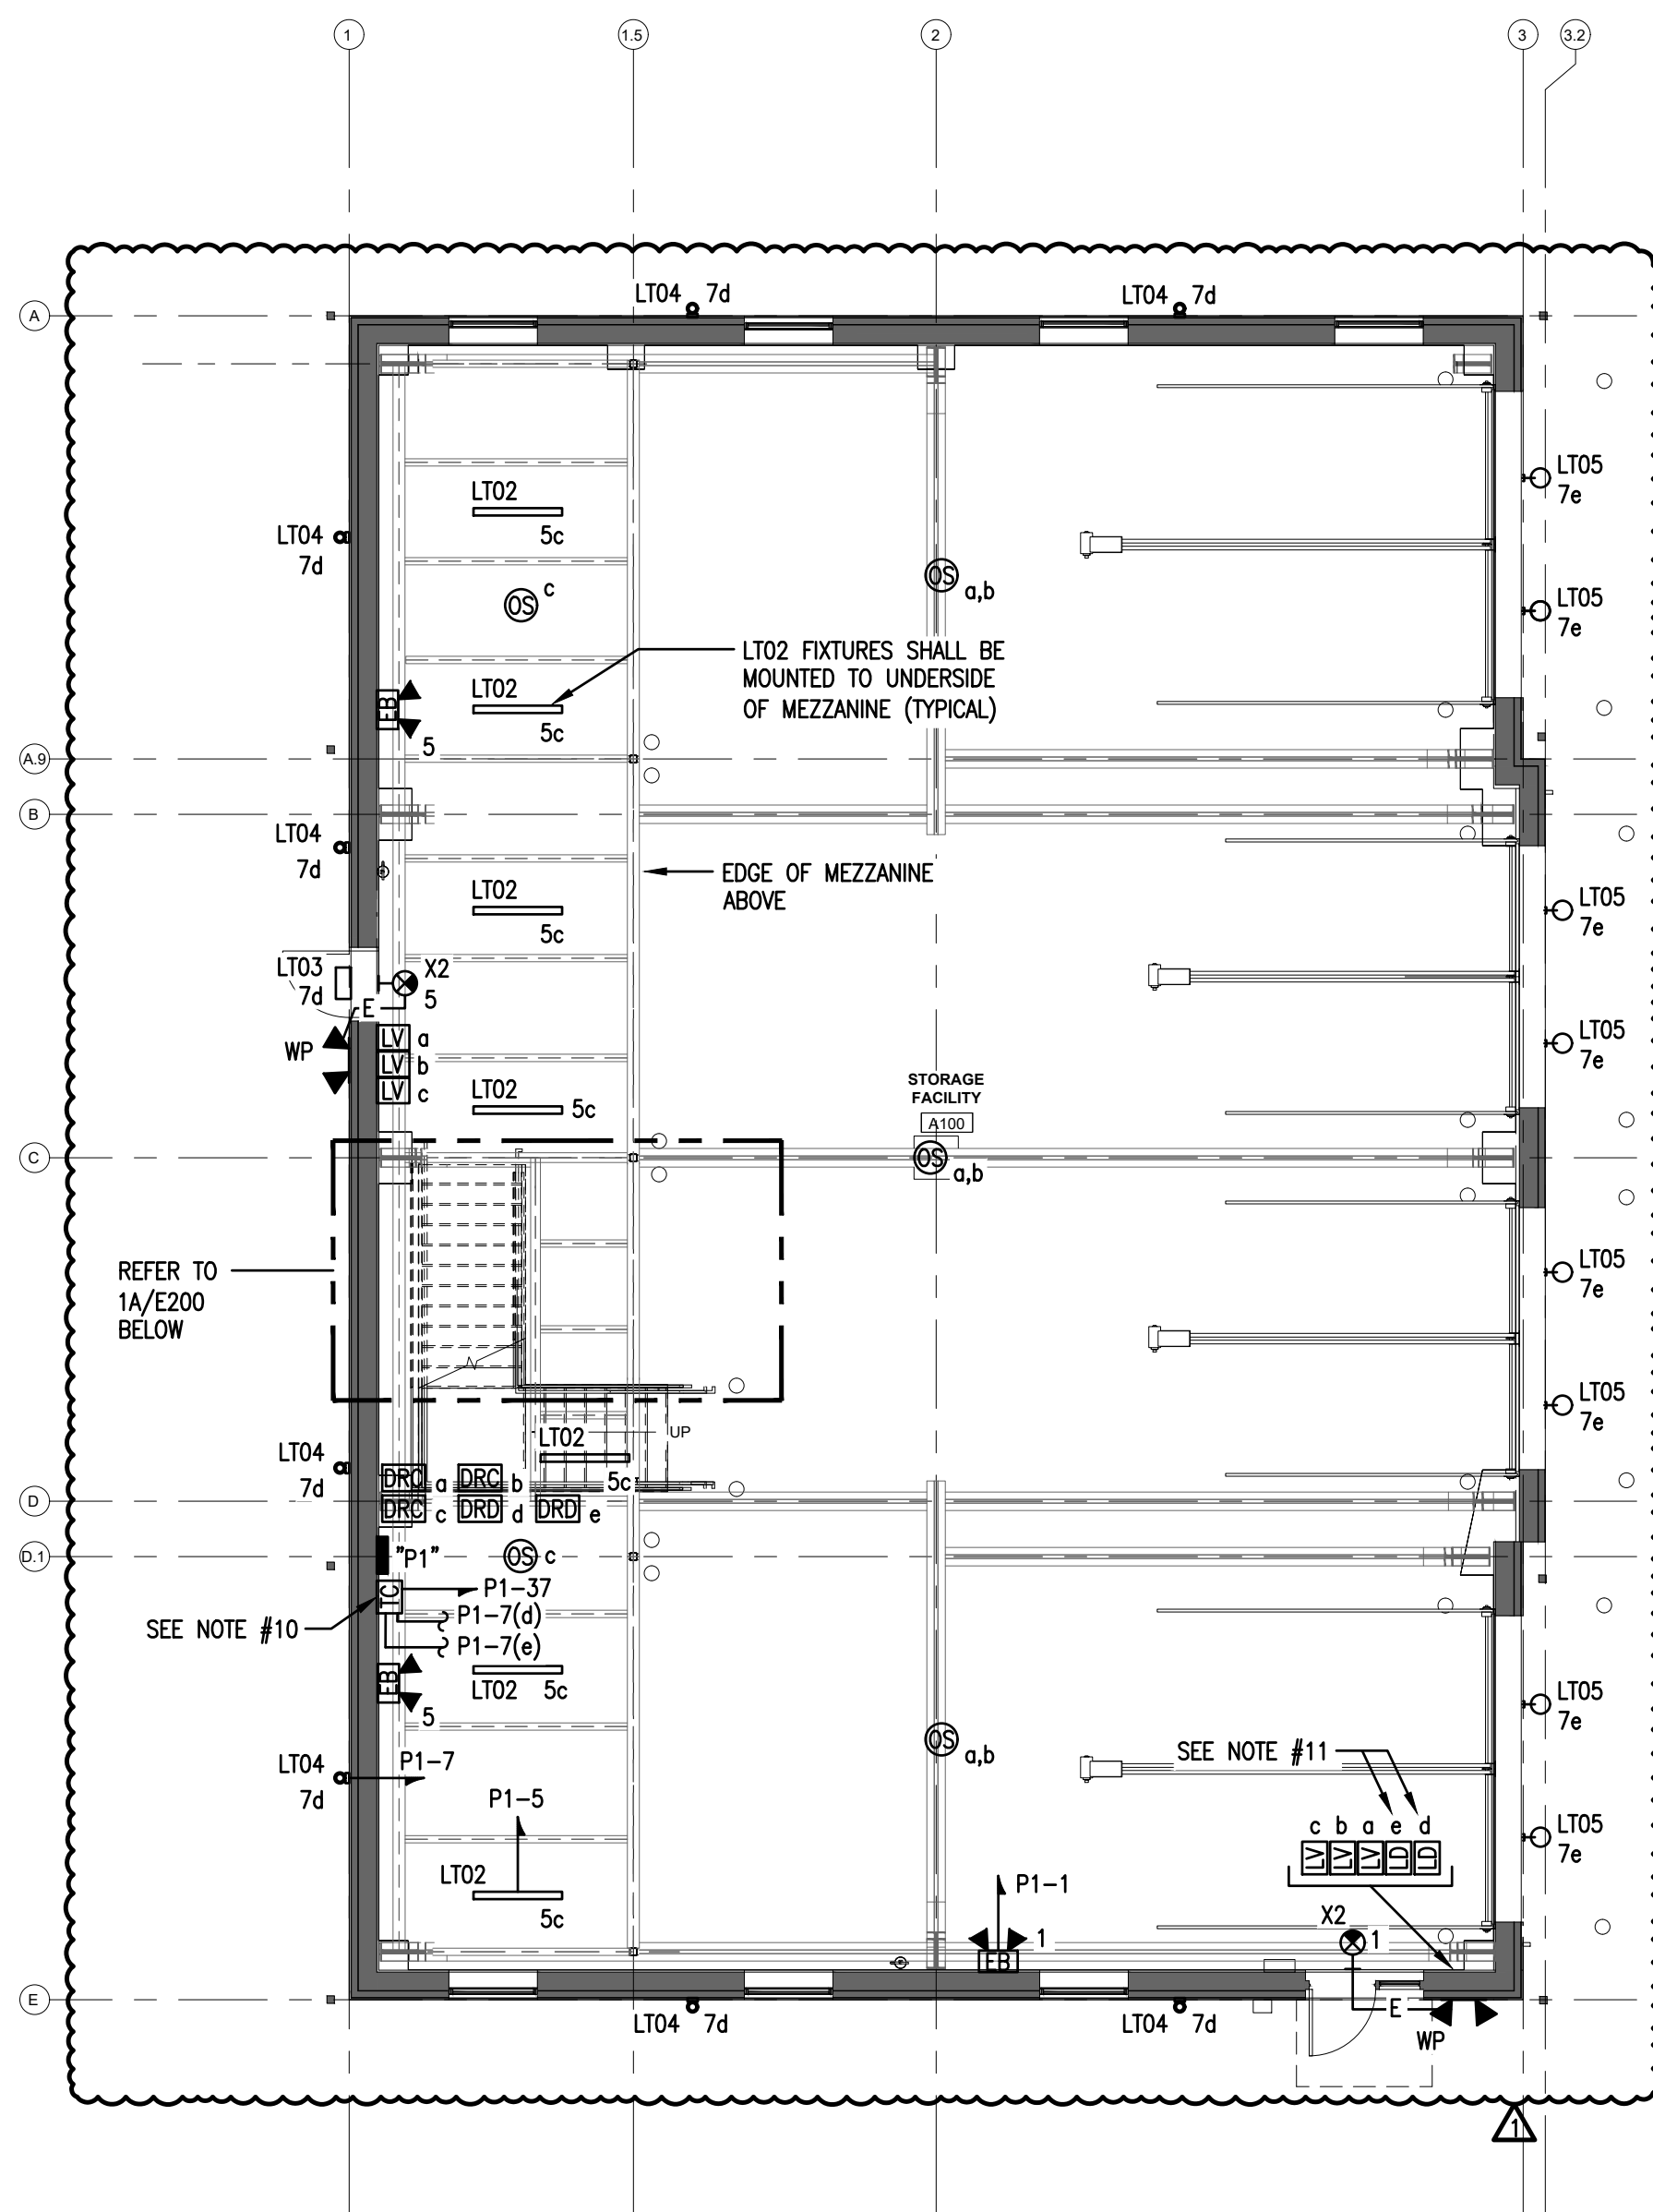 1
1.5
2
3
3.2
LT04 7d
LT04 7d
A
LT05
7e
LT02
5c
LT04
7d
OS c
OS a,b
LT05
7e
LT02 FIXTURES SHALL BE
MOUNTED TO UNDERSIDE
OF MEZZANINE (TYPICAL)
LT02
5c
EB
5
A.9
B
LT04
7d
EDGE OF MEZZANINE
ABOVE
LT02
5c
LT05
7e
LT03
7d
X2
5
E
WP
LV a
LV b
LV c
LT05
7e
LT02
5c
STORAGE
FACILITY
A100
C
OS a,b
REFER TO
1A/E200
BELOW
LT05
7e
LT05
7e
UP
LT02
5c
LT04
7d
DRC a DRC b
DRC c DRD d DRD e
D
D.1
"P1"
OS c
TC
P1-37
P1-7(d)
P1-7(e)
SEE NOTE #10
EB
5
LT02 5c
LT05
7e
OS a,b
SEE NOTE #11
LT04
7d
P1-7
P1-5
c b a e d
LV LV LV LD LD
LT05
7e
LT02
5c
P1-1
EB
1
X2
1
E
WP
E
LT04 7d
LT04 7d
1